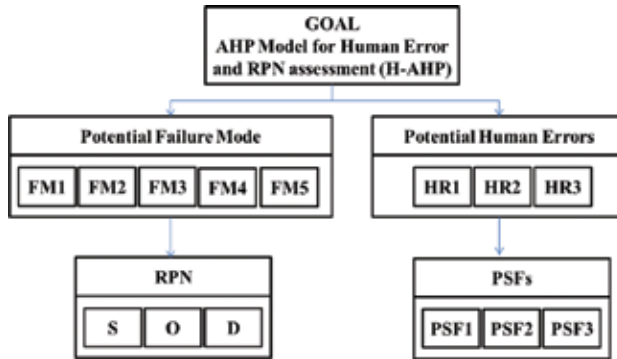 GOAL
AHP Model for Human Error
and RPN assessment (H-AHP)
Potential Failure Mode
FM1 FM2 FM3 FM4 FM5
Potential Human Errors
HR1 HR2 HR3
RPN
S O D
PSFs
PSF1 PSF2 PSF3